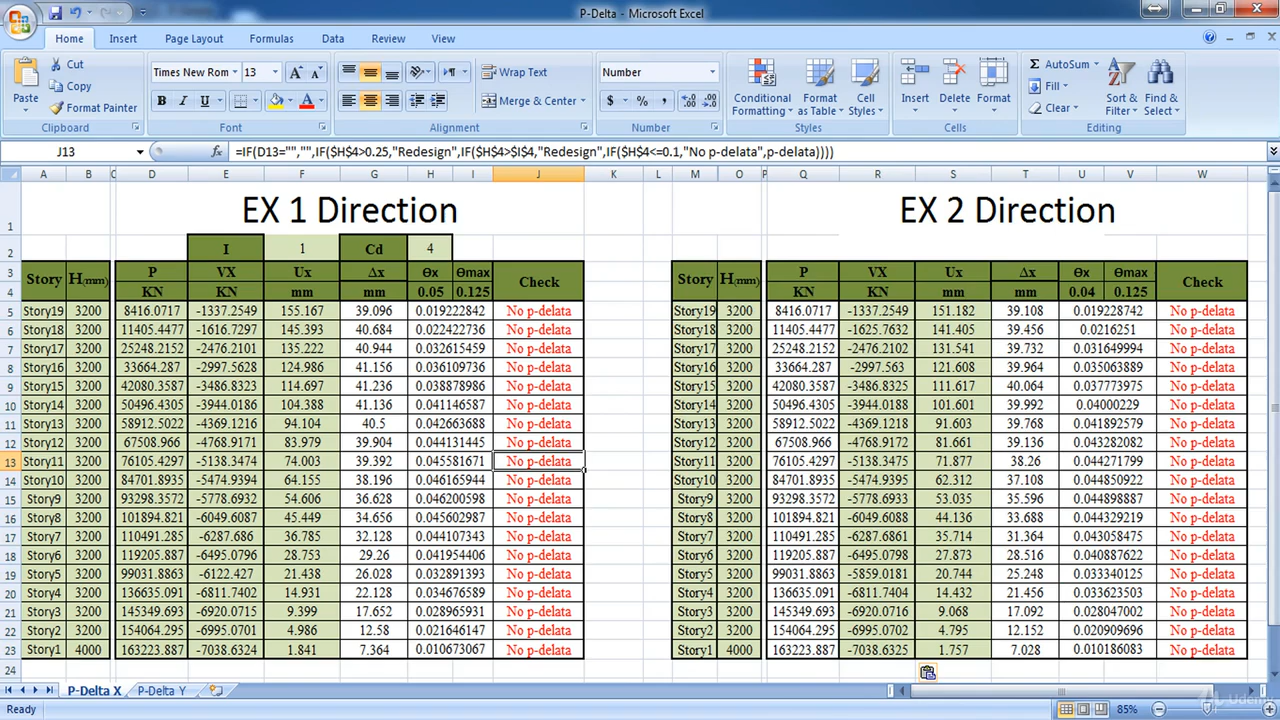 P-Delta - Microsoft Excel
Home Insert Page Layout Formulas Data Review View
Paste Cut Copy Format Painter Clipboard
Times New Rom 13 B I U Font
Wrap Text Merge & Center Alignment
Number $ % , Number
Conditional Formatting Format as Table Cell Styles Styles
Insert Delete Format Cells
AutoSum Fill Clear Sort & Filter Find & Select Editing
J13 fx =IF(D13="","",IF($H$4>0.25,"Redesign",IF($H$4>$I$4,"Redesign",IF($H$4<=0.1,"No p-delata",p-delata))))
A B C D E F G H I J K L M O P Q R S T U V W
1 EX 1 Direction EX 2 Direction
2 I 1 Cd 4
3 Story H(mm) P VX Ux Δx Θx Θmax Check Story H(mm) P VX Ux Δx Θx Θmax Check
4 KN KN mm mm 0.05 0.125 KN KN mm mm 0.04 0.125
5 Story19 3200 8416.0717 -1337.2549 155.167 39.096 0.019222842 No p-delata Story19 3200 8416.0717 -1337.2549 151.182 39.108 0.019228742 No p-delata
6 Story18 3200 11405.4477 -1616.7297 145.393 40.684 0.022422736 No p-delata Story18 3200 11405.4477 -1625.7632 141.405 39.456 0.0216251 No p-delata
7 Story17 3200 25248.2152 -2476.2101 135.222 40.944 0.032615459 No p-delata Story17 3200 25248.2152 -2476.2102 131.541 39.732 0.031649994 No p-delata
8 Story16 3200 33664.287 -2997.5628 124.986 41.156 0.036109736 No p-delata Story16 3200 33664.287 -2997.563 121.608 39.964 0.035063889 No p-delata
9 Story15 3200 42080.3587 -3486.8323 114.697 41.236 0.038878976 No p-delata Story15 3200 42080.3587 -3486.8325 111.617 40.064 0.037773975 No p-delata
10 Story14 3200 50496.4305 -3944.0186 104.388 41.136 0.041146587 No p-delata Story14 3200 50496.4305 -3944.0188 101.601 39.992 0.04000229 No p-delata
11 Story13 3200 58912.5022 -4369.1216 94.104 40.5 0.042663688 No p-delata Story13 3200 58912.5022 -4369.1218 91.603 39.768 0.041892579 No p-delata
12 Story12 3200 67508.966 -4768.9171 83.979 39.904 0.044131445 No p-delata Story12 3200 67508.966 -4768.9172 81.661 39.136 0.043282082 No p-delata
13 Story11 3200 76105.4297 -5138.3474 74.003 39.392 0.045581671 No p-delata Story11 3200 76105.4297 -5138.3475 71.877 38.26 0.044271799 No p-delata
14 Story10 3200 84701.8935 -5474.9394 64.155 38.196 0.046165944 No p-delata Story10 3200 84701.8935 -5474.9395 62.312 37.108 0.044850922 No p-delata
15 Story9 3200 93298.3572 -5778.6932 54.606 36.628 0.046200598 No p-delata Story9 3200 93298.3572 -5778.6933 53.035 35.596 0.044898887 No p-delata
16 Story8 3200 101894.821 -6049.6087 45.449 34.656 0.045602987 No p-delata Story8 3200 101894.821 -6049.6088 44.136 33.688 0.044329219 No p-delata
17 Story7 3200 110491.285 -6287.686 36.785 32.128 0.044107343 No p-delata Story7 3200 110491.285 -6287.6861 35.714 31.364 0.043058475 No p-delata
18 Story6 3200 119205.887 -6495.0796 28.753 29.26 0.041954406 No p-delata Story6 3200 119205.887 -6495.0798 27.873 28.516 0.040887622 No p-delata
19 Story5 3200 99031.8863 -6122.427 21.438 26.028 0.032891393 No p-delata Story5 3200 99031.8863 -5859.0181 20.744 25.248 0.033340125 No p-delata
20 Story4 3200 136635.091 -6811.7402 14.931 22.128 0.034676589 No p-delata Story4 3200 136635.091 -6811.7404 14.432 21.456 0.033623503 No p-delata
21 Story3 3200 145349.693 -6920.0715 9.399 17.652 0.028965931 No p-delata Story3 3200 145349.693 -6920.0716 9.068 17.092 0.028047002 No p-delata
22 Story2 3200 154064.295 -6995.0701 4.986 12.58 0.021646147 No p-delata Story2 3200 154064.295 -6995.0702 4.795 12.152 0.020909696 No p-delata
23 Story1 4000 163223.887 -7038.6324 1.841 7.364 0.010673067 No p-delata Story1 4000 163223.887 -7038.6325 1.757 7.028 0.010186083 No p-delata
24
P-Delta X P-Delta Y
Ready 85%
Udemy